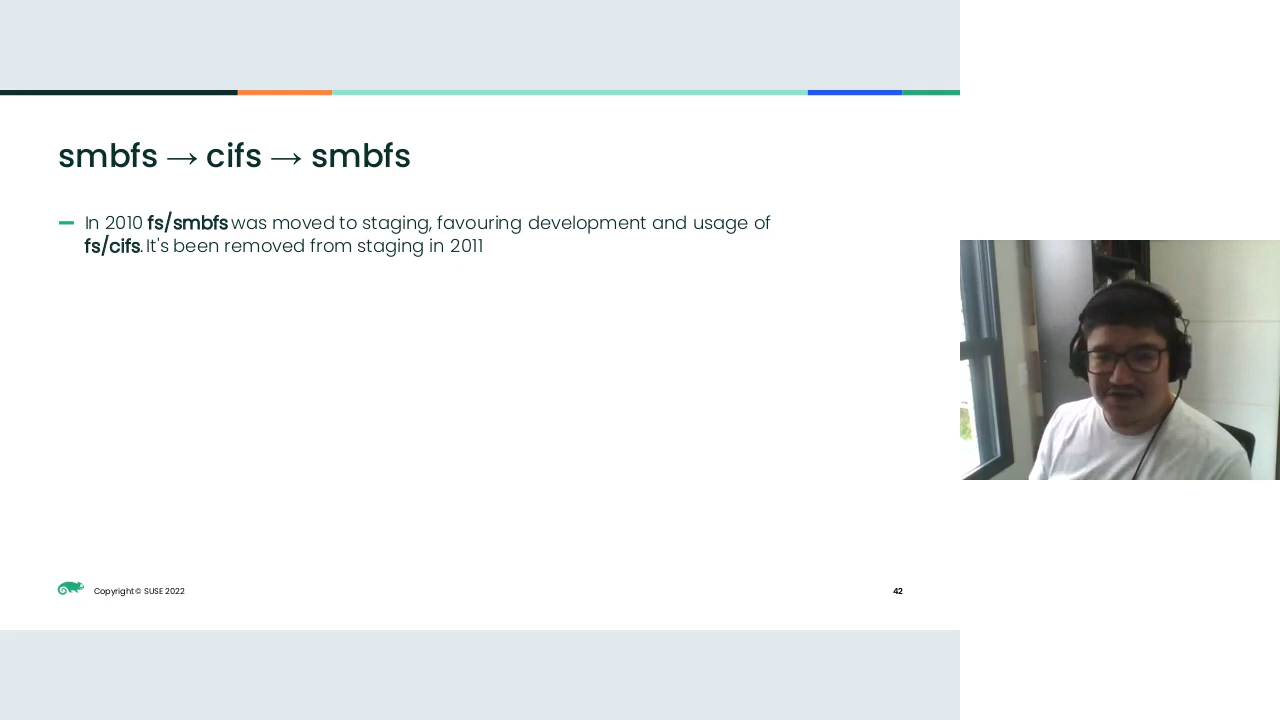 smbfs → cifs → smbfs
In 2010 fs/smbfs was moved to staging, favouring development and usage of
fs/cifs. It's been removed from staging in 2011
Copyright © SUSE 2022
42